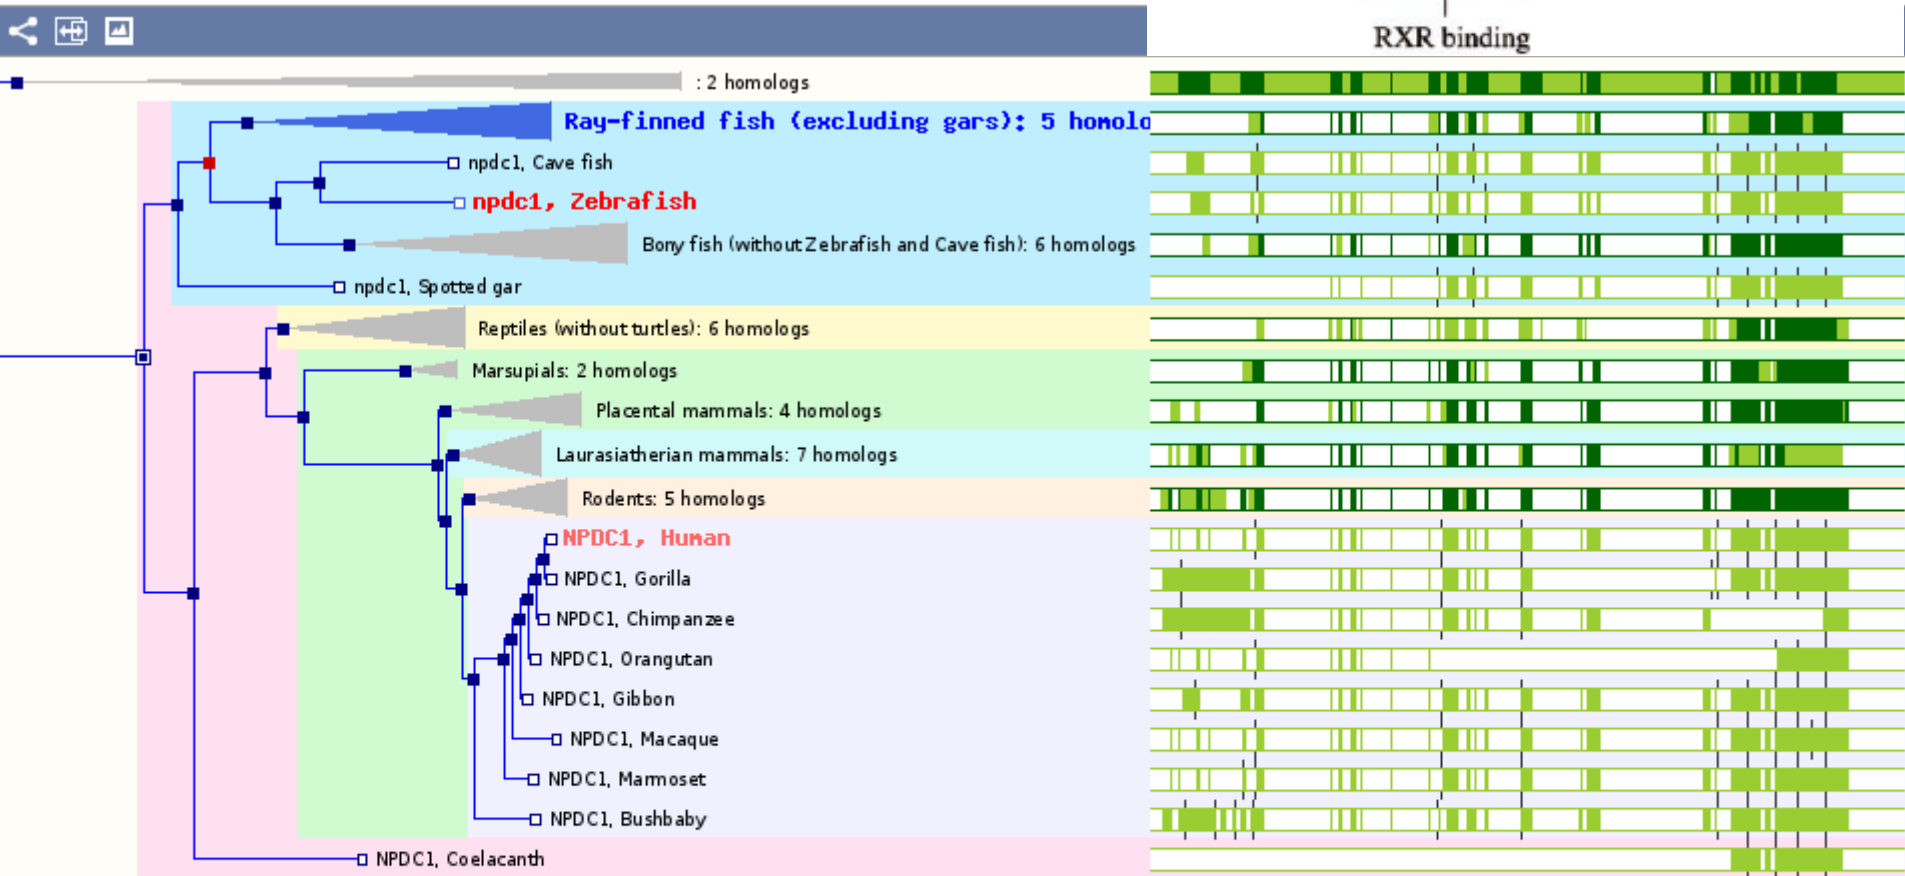 RXR binding
: 2 homologs
Ray-finned fish (excluding gars): 5 homolo
npdc1, Cave fish
npdc1, Zebrafish
Bony fish (without Zebrafish and Cave fish): 6 homologs
npdc1, Spotted gar
Reptiles (without turtles): 6 homologs
Marsupials: 2 homologs
Placental mammals: 4 homologs
Laurasiatherian mammals: 7 homologs
Rodents: 5 homologs
NPDC1, Human
NPDC1, Gorilla
NPDC1, Chimpanzee
NPDC1, Orangutan
NPDC1, Gibbon
NPDC1, Macaque
NPDC1, Marmoset
NPDC1, Bushbaby
NPDC1, Coelacanth